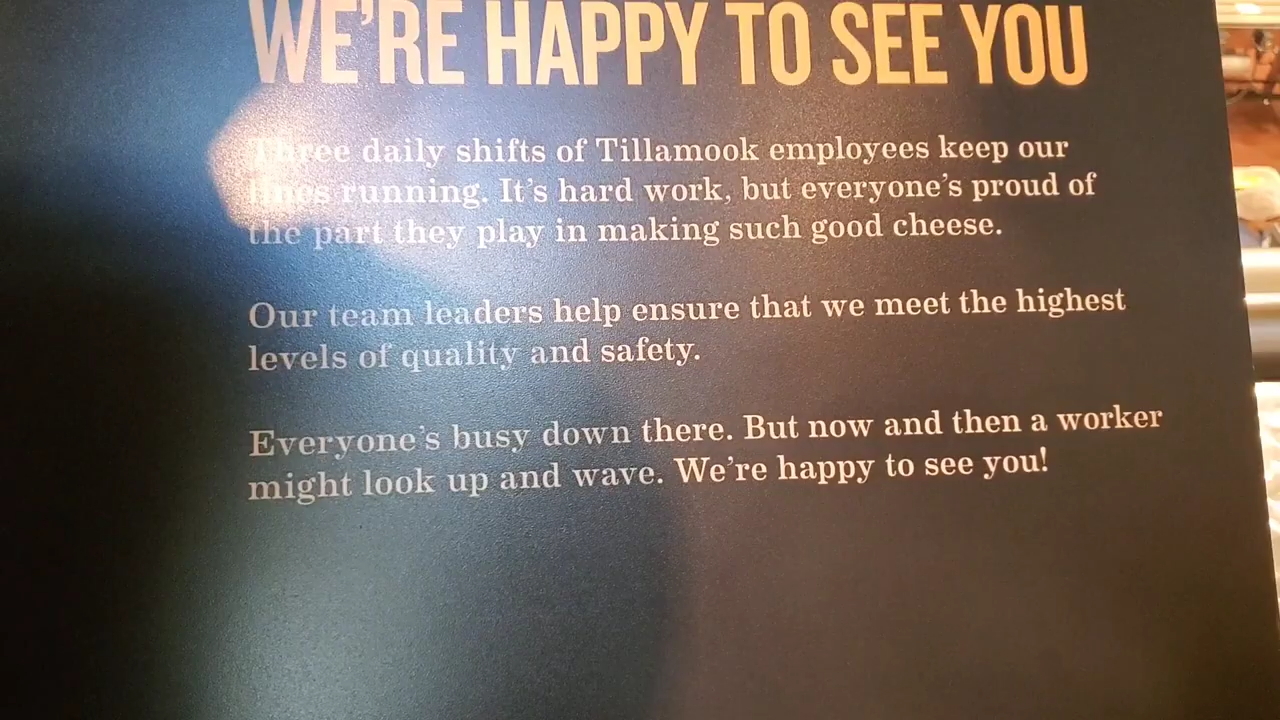 WE'RE HAPPY TO SEE YOU
Three daily shifts of Tillamook employees keep our
lines running. It's hard work, but everyone's proud of
the part they play in making such good cheese.
Our team leaders help ensure that we meet the highest
levels of quality and safety.
Everyone's busy down there. But now and then a worker
might look up and wave. We're happy to see you!